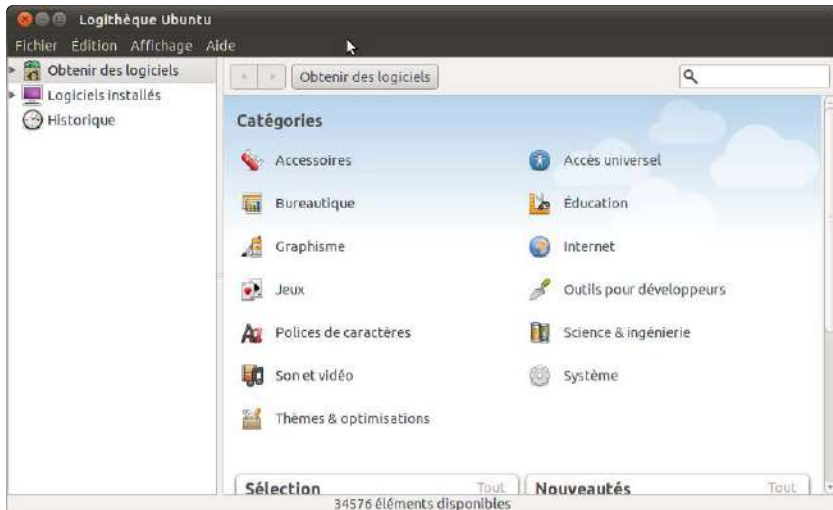 Logithèque Ubuntu
Fichier Édition Affichage Aide
Obtenir des logiciels
Logiciels installés
Historique
Obtenir des logiciels
Catégories
Accessoires
Accès universel
Bureautique
Éducation
Graphisme
Internet
Jeux
Outils pour développeurs
Polices de caractères
Science & ingénierie
Son et vidéo
Système
Thèmes & optimisations
Sélection Tout
Nouveautés Tout
34576 éléments disponibles